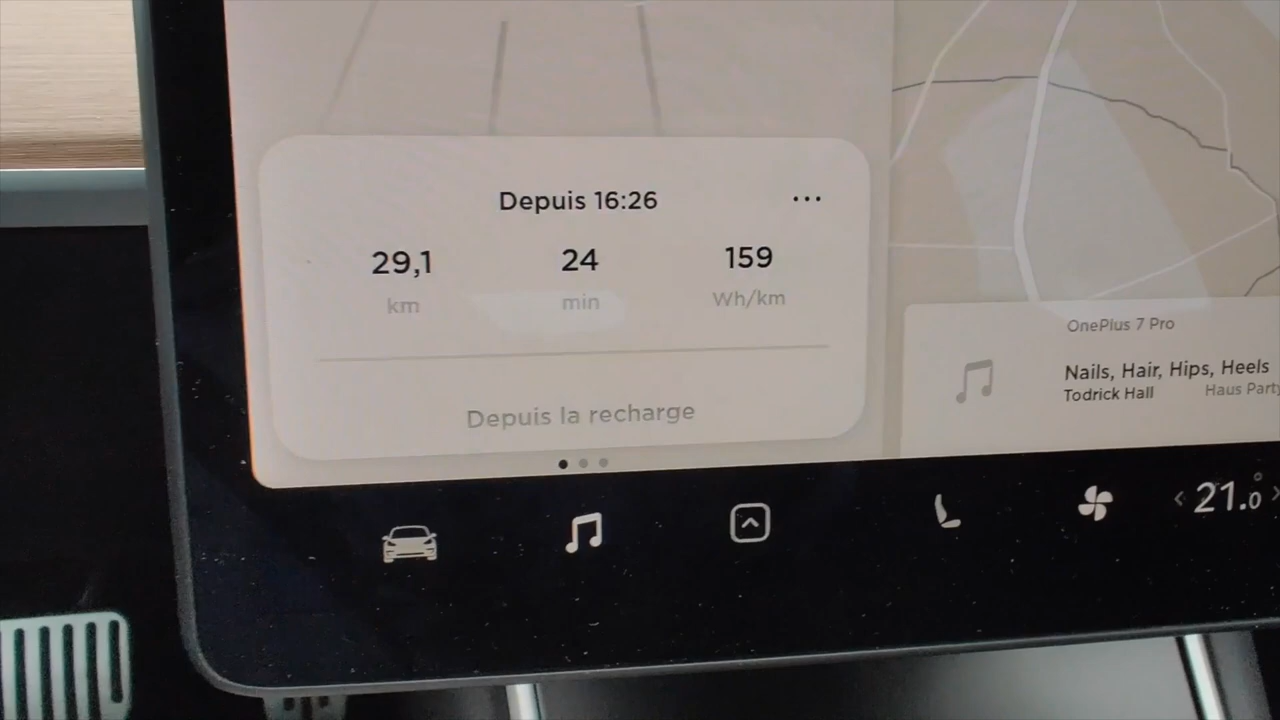 Depuis 16:26
...
29,1 24 159
km min Wh/km
Depuis la recharge
OnePlus 7 Pro
Nails, Hair, Hips, Heels
Todrick Hall Haus Party
< 21.0° >